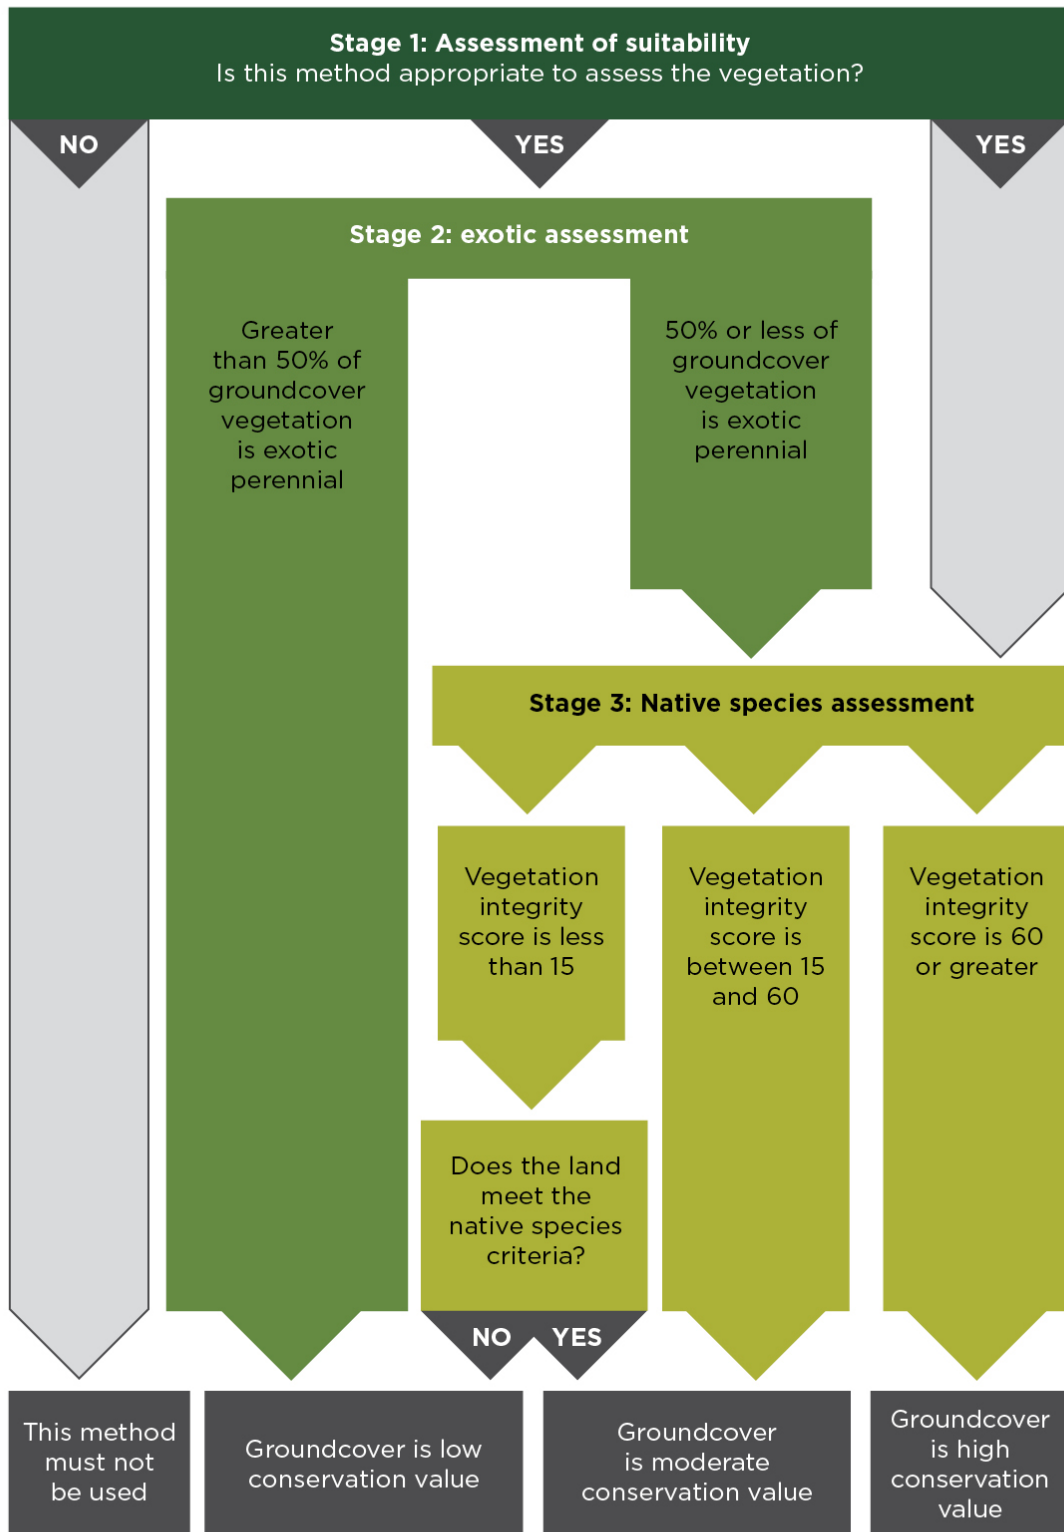 Stage 1: Assessment of suitability
Is this method appropriate to assess the vegetation?
NO
YES
YES
Stage 2: exotic assessment
Greater
than 50% of
groundcover
vegetation
is exotic
perennial
50% or less of
groundcover
vegetation
is exotic
perennial
Stage 3: Native species assessment
Vegetation
integrity
score is less
than 15
Vegetation
integrity
score is
between 15
and 60
Vegetation
integrity
score is 60
or greater
Does the land
meet the
native species
criteria?
NO
YES
This method
must not
be used
Groundcover is low
conservation value
Groundcover
is moderate
conservation value
Groundcover
is high
conservation
value